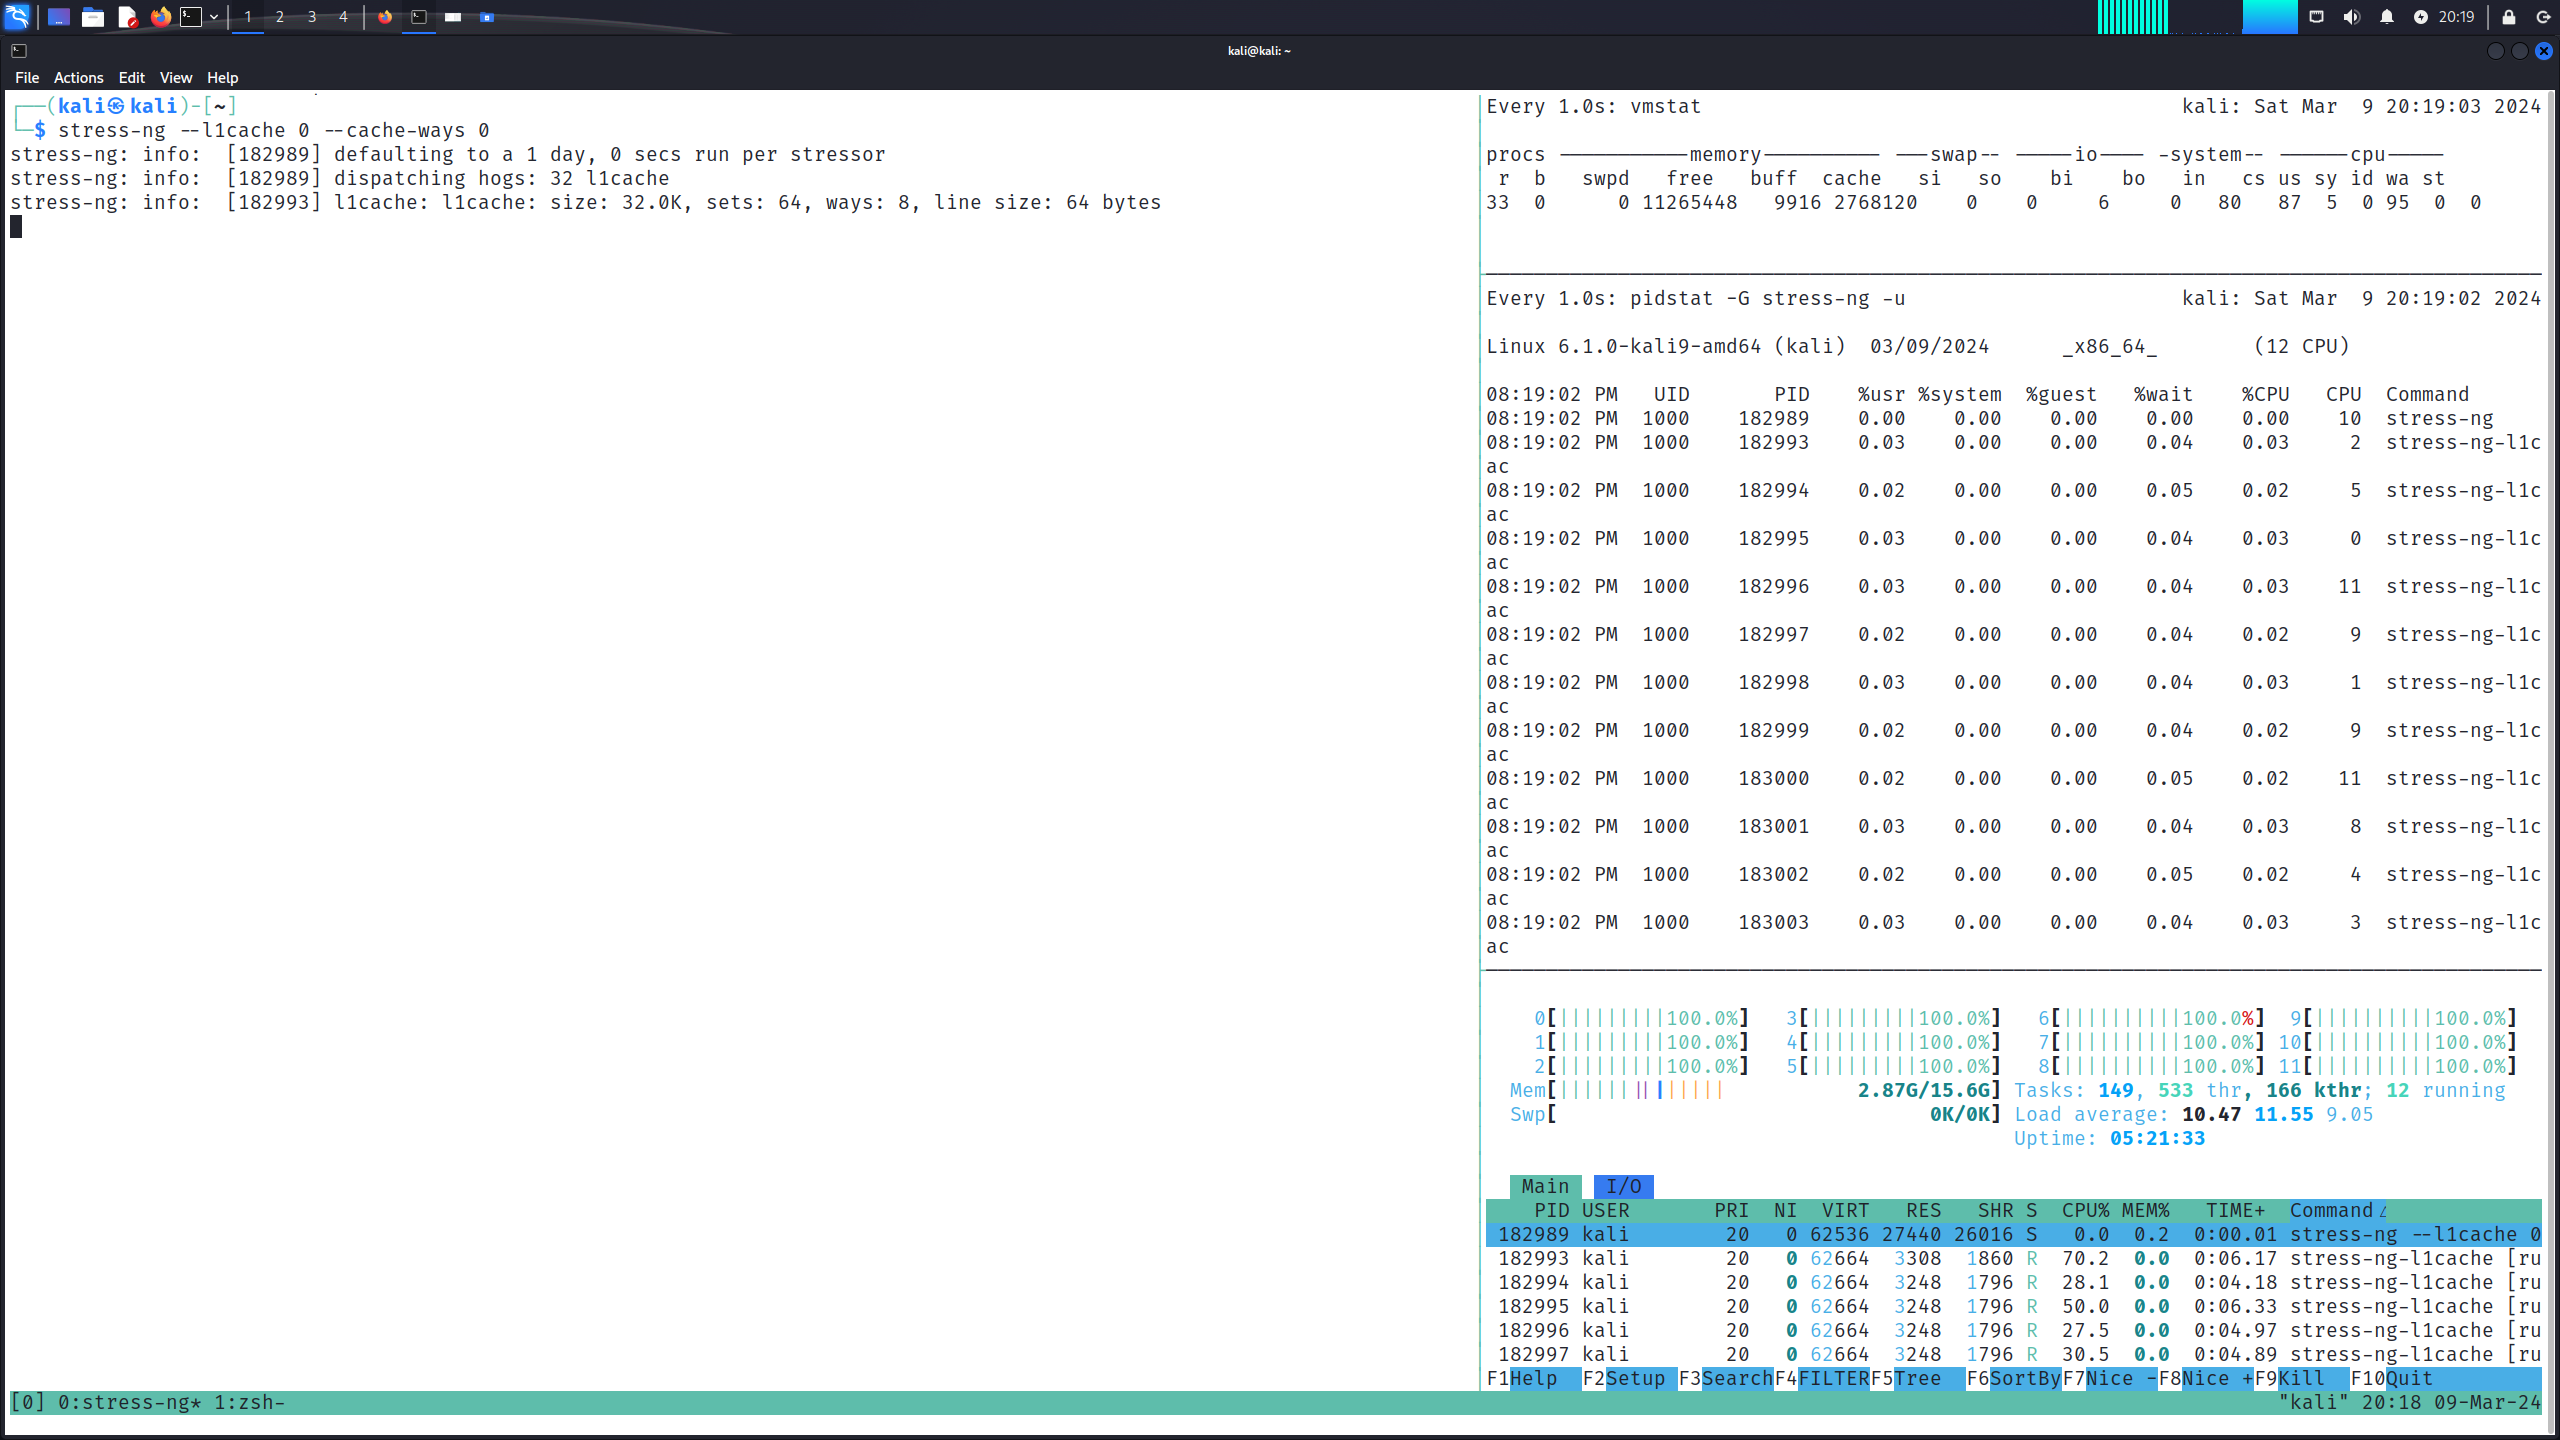 1 2 3 4 20:19
kali@kali: ~
File Actions Edit View Help
(kali㉿kali)-[~]
$ stress-ng --l1cache 0 --cache-ways 0
stress-ng: info:  [182989] defaulting to a 1 day, 0 secs run per stressor
stress-ng: info:  [182989] dispatching hogs: 32 l1cache
stress-ng: info:  [182993] l1cache: l1cache: size: 32.0K, sets: 64, ways: 8, line size: 64 bytes
Every 1.0s: vmstat kali: Sat Mar  9 20:19:03 2024
procs -----------memory---------- ---swap-- -----io---- -system-- ------cpu-----
r b swpd free buff cache si so bi bo in cs us sy id wa st
33 0 0 11265448 9916 2768120 0 0 6 0 80 87 5 0 95 0 0
Every 1.0s: pidstat -G stress-ng -u kali: Sat Mar  9 20:19:02 2024
Linux 6.1.0-kali9-amd64 (kali) 03/09/2024 _x86_64_ (12 CPU)
08:19:02 PM UID PID %usr %system %guest %wait %CPU CPU Command
08:19:02 PM 1000 182989 0.00 0.00 0.00 0.00 0.00 10 stress-ng
08:19:02 PM 1000 182993 0.03 0.00 0.00 0.04 0.03 2 stress-ng-l1c
ac
08:19:02 PM 1000 182994 0.02 0.00 0.00 0.05 0.02 5 stress-ng-l1c
ac
08:19:02 PM 1000 182995 0.03 0.00 0.00 0.04 0.03 0 stress-ng-l1c
ac
08:19:02 PM 1000 182996 0.03 0.00 0.00 0.04 0.03 11 stress-ng-l1c
ac
08:19:02 PM 1000 182997 0.02 0.00 0.00 0.04 0.02 9 stress-ng-l1c
ac
08:19:02 PM 1000 182998 0.03 0.00 0.00 0.04 0.03 1 stress-ng-l1c
ac
08:19:02 PM 1000 182999 0.02 0.00 0.00 0.04 0.02 9 stress-ng-l1c
ac
08:19:02 PM 1000 183000 0.02 0.00 0.00 0.05 0.02 11 stress-ng-l1c
ac
08:19:02 PM 1000 183001 0.03 0.00 0.00 0.04 0.03 8 stress-ng-l1c
ac
08:19:02 PM 1000 183002 0.02 0.00 0.00 0.05 0.02 4 stress-ng-l1c
ac
08:19:02 PM 1000 183003 0.03 0.00 0.00 0.04 0.03 3 stress-ng-l1c
ac
0[|||||||||100.0%] 3[|||||||||100.0%] 6[||||||||||100.0%] 9[||||||||||100.0%]
1[|||||||||100.0%] 4[|||||||||100.0%] 7[||||||||||100.0%] 10[||||||||||100.0%]
2[|||||||||100.0%] 5[|||||||||100.0%] 8[||||||||||100.0%] 11[||||||||||100.0%]
Mem[|||||||||||||| 2.87G/15.6G] Tasks: 149, 533 thr, 166 kthr; 12 running
Swp[ 0K/0K] Load average: 10.47 11.55 9.05
Uptime: 05:21:33
Main I/O
PID USER PRI NI VIRT RES SHR S CPU% MEM% TIME+ Command△
182989 kali 20 0 62536 27440 26016 S 0.0 0.2 0:00.01 stress-ng --l1cache 0
182993 kali 20 0 62664 3308 1860 R 70.2 0.0 0:06.17 stress-ng-l1cache [ru
182994 kali 20 0 62664 3248 1796 R 28.1 0.0 0:04.18 stress-ng-l1cache [ru
182995 kali 20 0 62664 3248 1796 R 50.0 0.0 0:06.33 stress-ng-l1cache [ru
182996 kali 20 0 62664 3248 1796 R 27.5 0.0 0:04.97 stress-ng-l1cache [ru
182997 kali 20 0 62664 3248 1796 R 30.5 0.0 0:04.89 stress-ng-l1cache [ru
F1Help F2Setup F3SearchF4FILTERF5Tree F6SortByF7Nice -F8Nice +F9Kill F10Quit
[0] 0:stress-ng* 1:zsh- "kali" 20:18 09-Mar-24